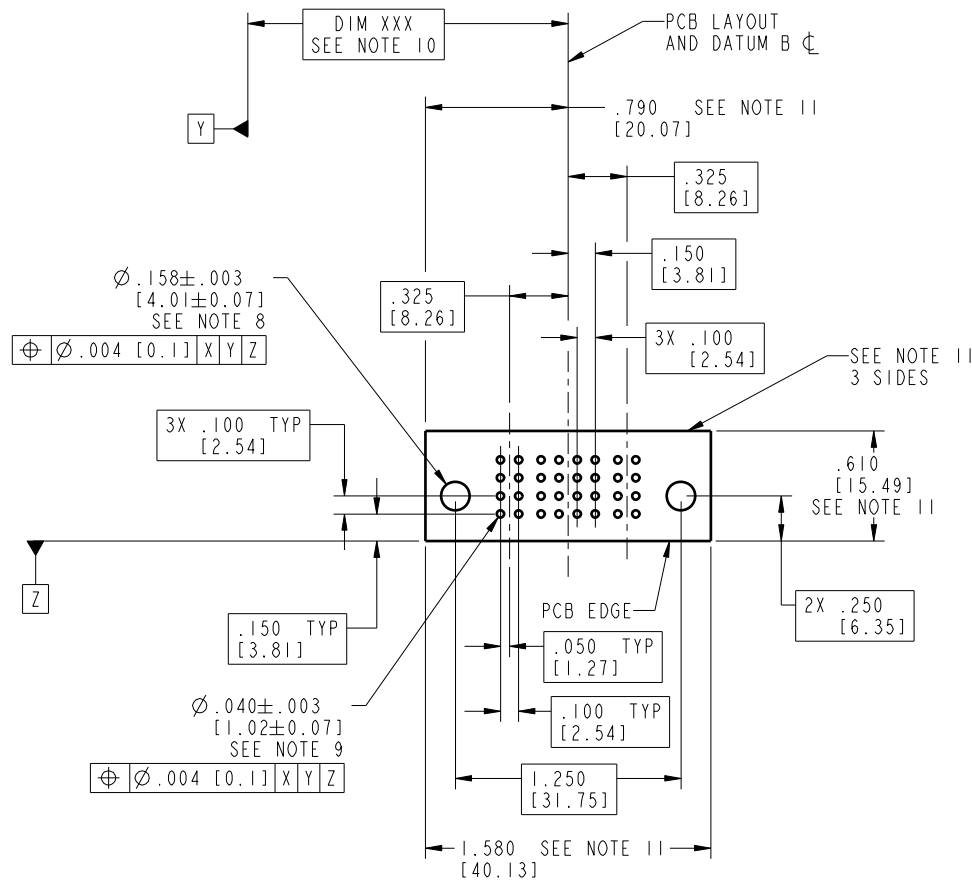 DIM XXX
SEE NOTE 10
PCB LAYOUT
AND DATUM B ℄
Y
.790 SEE NOTE 11
[20.07]
.325
[8.26]
.150
[3.81]
.325
[8.26]
3X .100
[2.54]
Ø.158±.003
[4.01±0.07]
SEE NOTE 8
⌖ Ø.004 [0.1] X Y Z
SEE NOTE 11
3 SIDES
3X .100 TYP
[2.54]
.610
[15.49]
SEE NOTE 11
Z
PCB EDGE
2X .250
[6.35]
.150 TYP
[3.81]
.050 TYP
[1.27]
Ø.040±.003
[1.02±0.07]
SEE NOTE 9
⌖ Ø.004 [0.1] X Y Z
.100 TYP
[2.54]
1.250
[31.75]
1.580 SEE NOTE 11
[40.13]